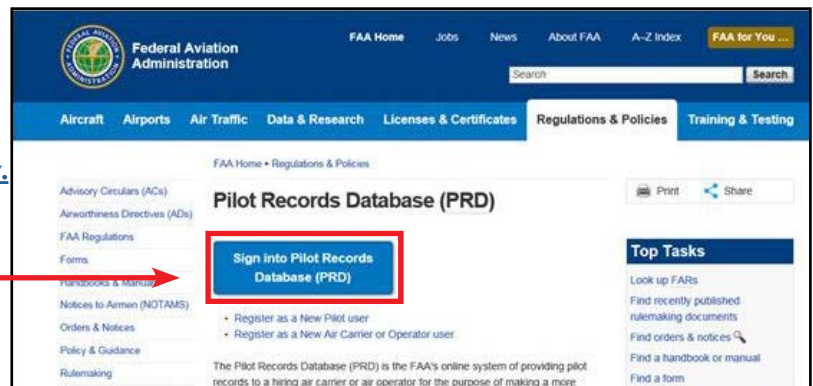 FAA Home Jobs News About FAA A-Z Index FAA for You ...
Federal Aviation
Administration
Search Search
Aircraft Airports Air Traffic Data & Research Licenses & Certificates Regulations & Policies Training & Testing
FAA Home ▸ Regulations & Policies
Advisory Circulars (ACs)
Airworthiness Directives (ADs)
FAA Regulations
Forms
Handbooks & Manuals
Notices to Airmen (NOTAMS)
Orders & Notices
Policy & Guidance
Rulemaking
Pilot Records Database (PRD)
Sign into Pilot Records
Database (PRD)
• Register as a New Pilot user
• Register as a New Air Carrier or Operator user
The Pilot Records Database (PRD) is the FAA's online system of providing pilot
records to a hiring air carrier or air operator for the purpose of making a more
Print Share
Top Tasks
Look up FARs
Find recently published
rulemaking documents
Find orders & notices
Find a handbook or manual
Find a form